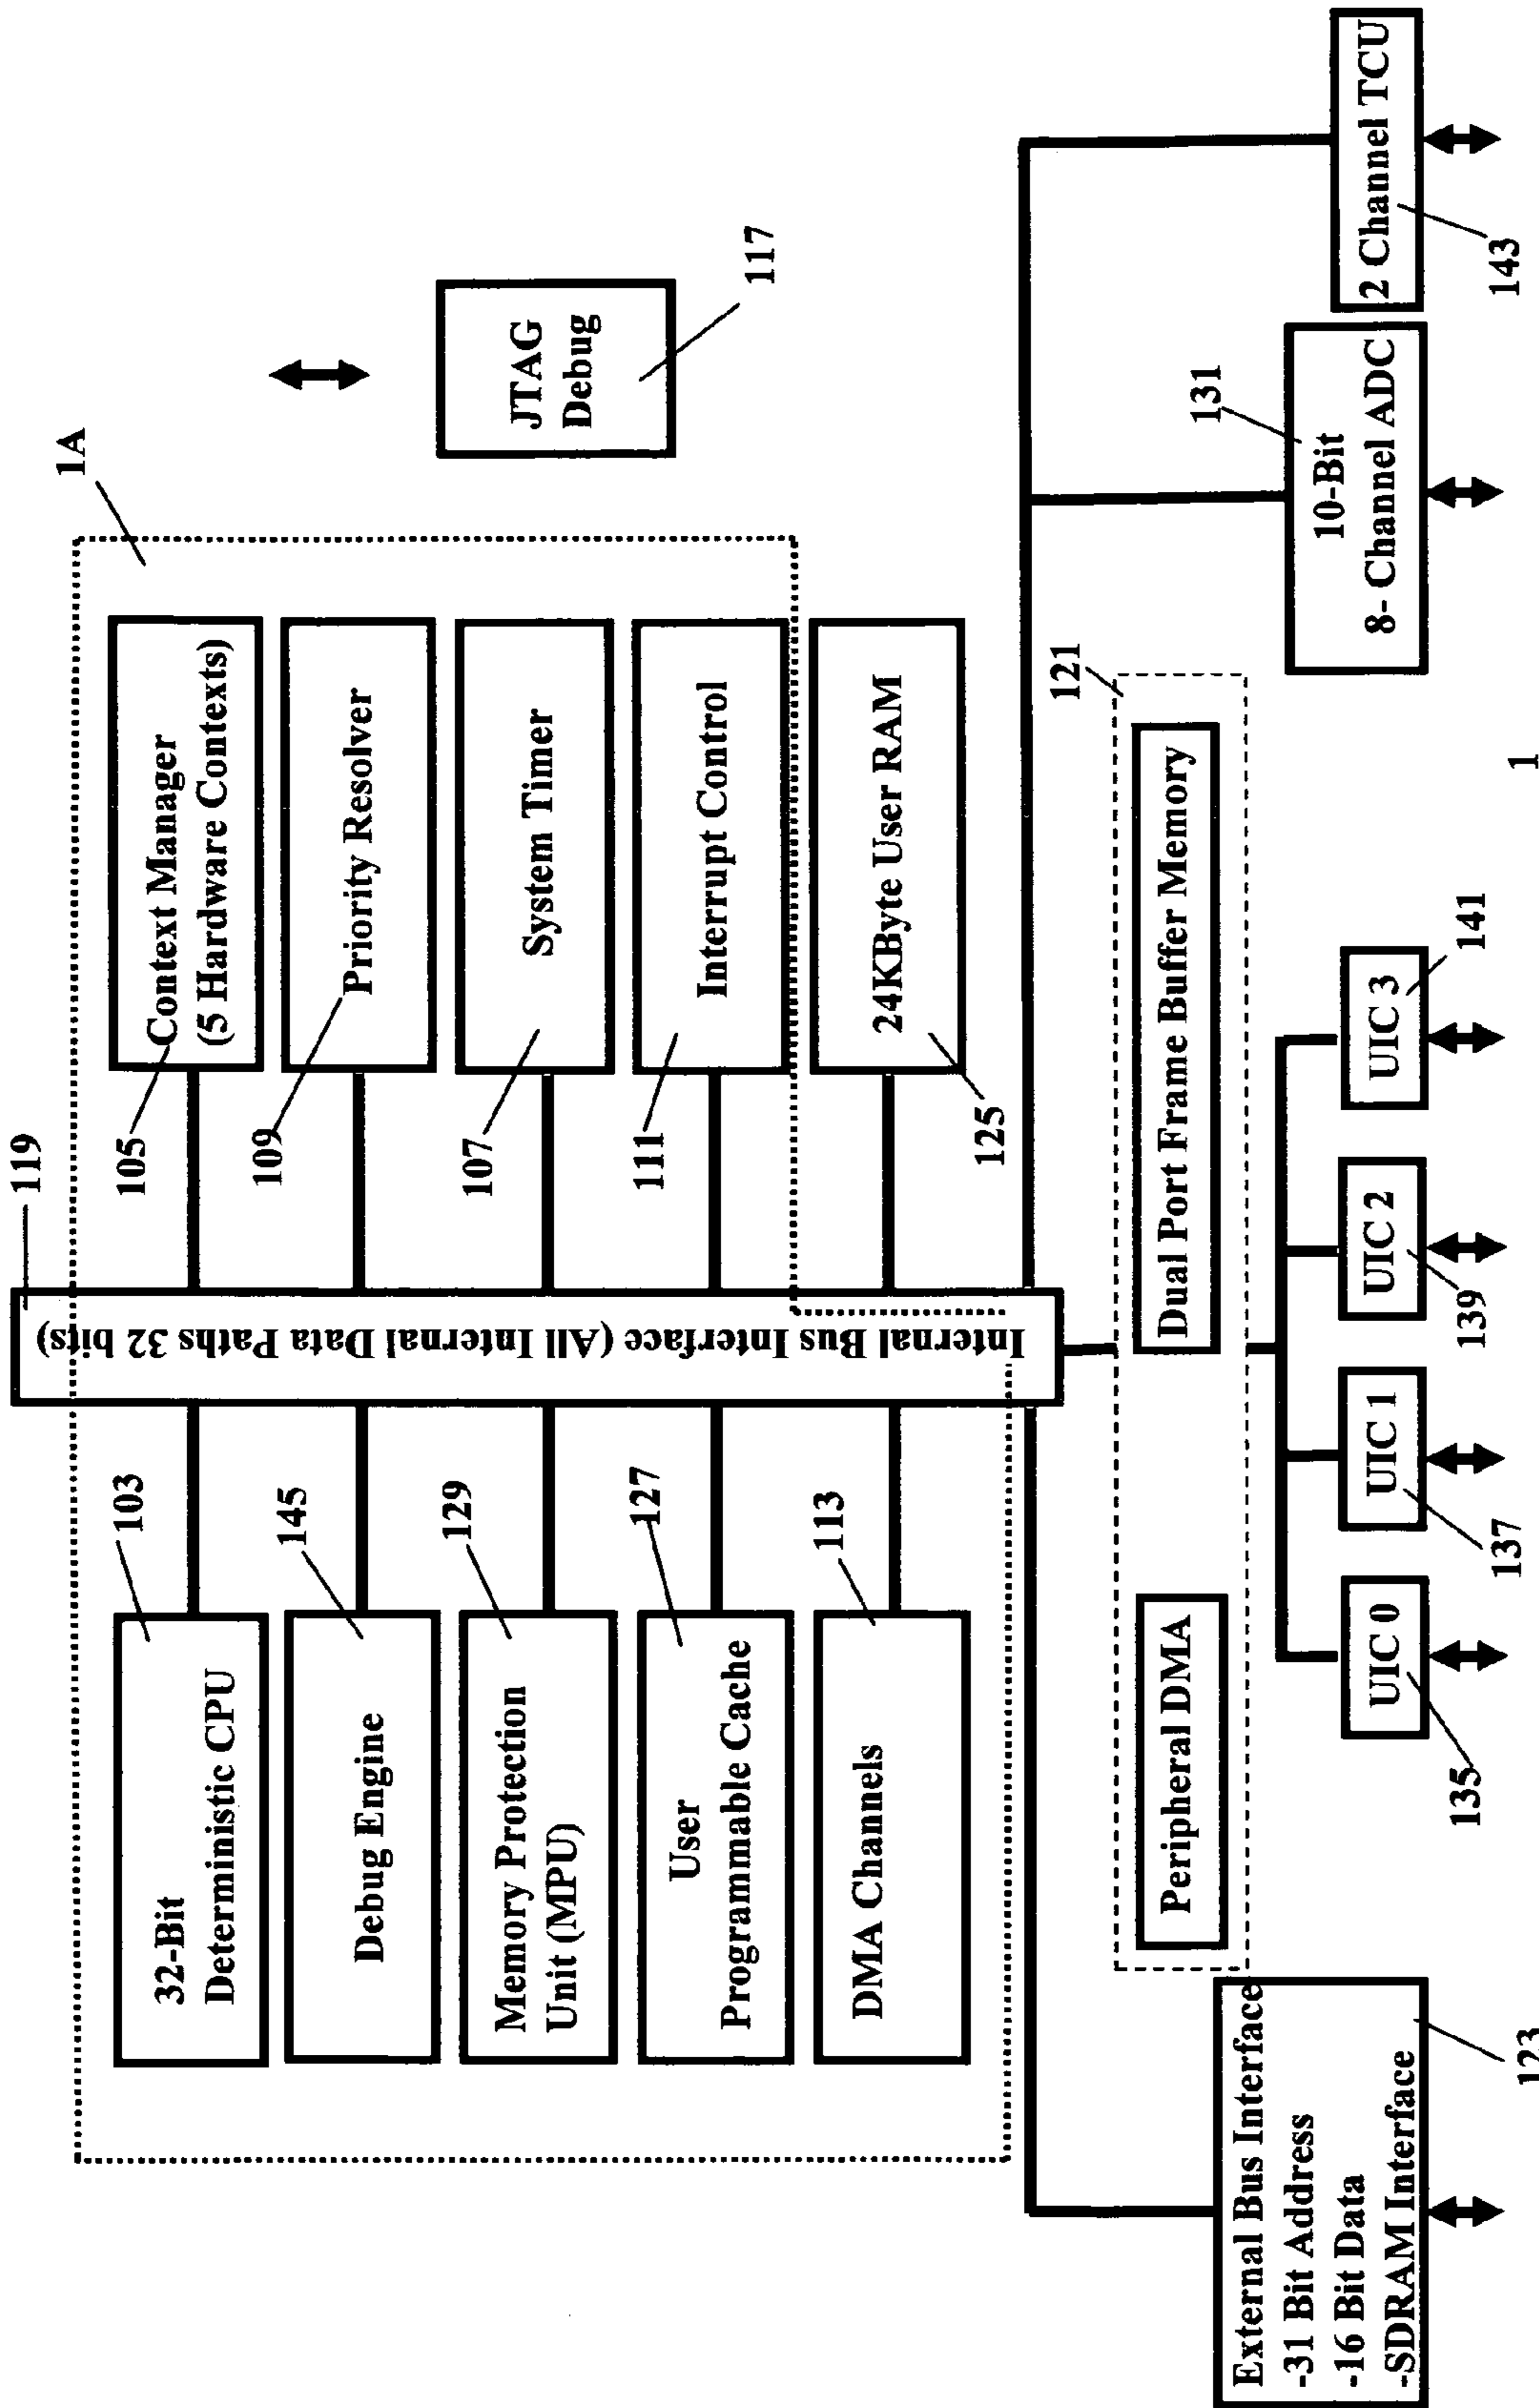 119
1A
103
32-Bit
Deterministic CPU
145
Debug Engine
129
Memory Protection
Unit (MPU)
127
User
Programmable Cache
113
DMA Channels
Internal Bus Interface (All Internal Data Paths 32 bits)
105
Context Manager
(5 Hardware Contexts)
109
Priority Resolver
107
System Timer
111
Interrupt Control
125
24KByte User RAM
JTAG
Debug
117
External Bus Interface
-31 Bit Address
-16 Bit Data
-SDRAM Interface
123
121
Peripheral DMA
Dual Port Frame Buffer Memory
UIC 0
135
UIC 1
137
UIC 2
139
UIC 3
141
131
10-Bit
8- Channel ADC
2 Channel TCU
143
1